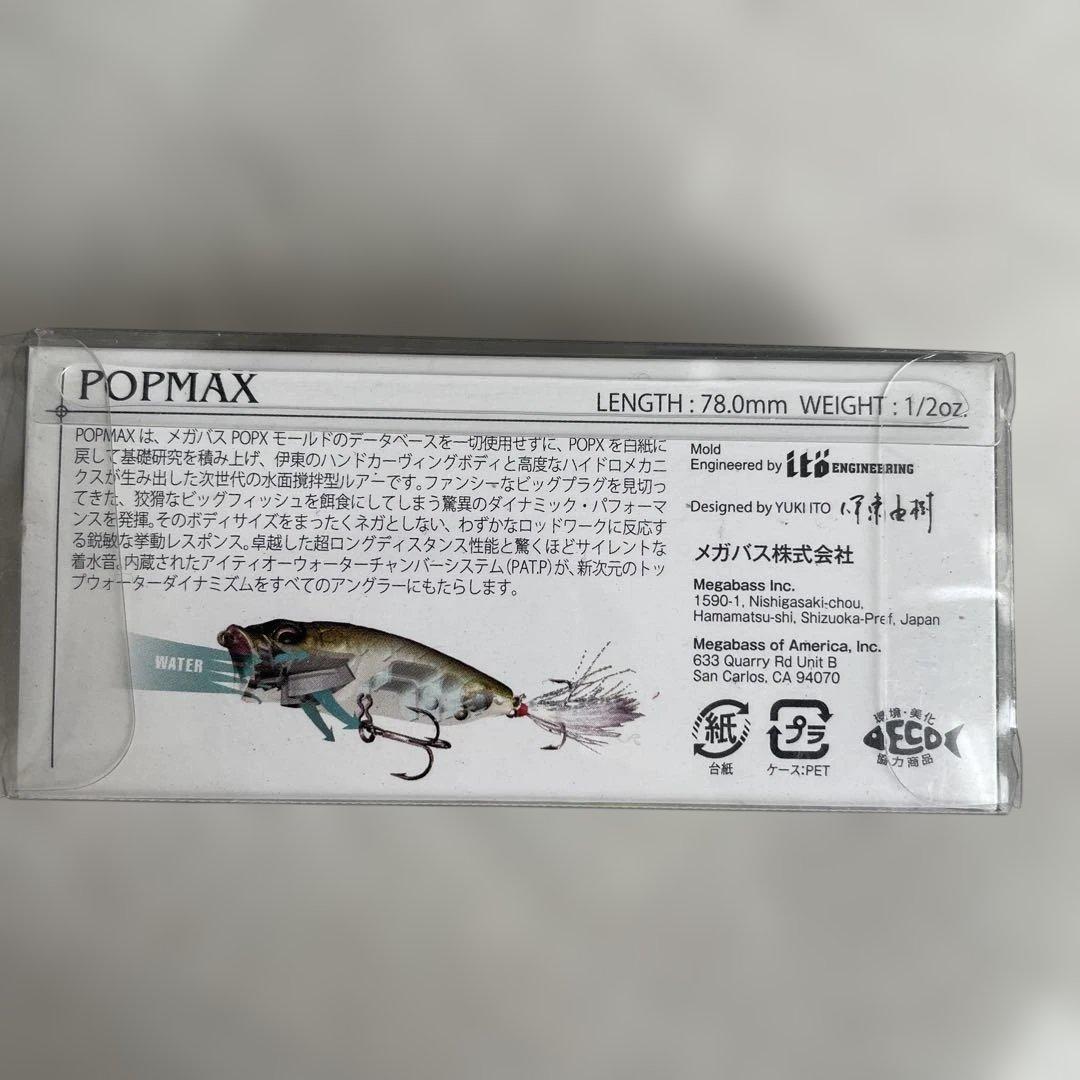 POPMAX
LENGTH : 78.0mm WEIGHT : 1/2oz.
POPMAX は、メガバス POPX モールドのデータベースを一切使用せずに、POPX を白紙に
戻して基礎研究を積み上げ、伊東のハンドカーヴィングボディと高度なハイドロメカニ
クスが生み出した次世代の水面撹拌型ルアーです。ファンシーなビッグプラグを見切っ
てきた、狡猾なビッグフィッシュを餌食にしてしまう驚異のダイナミック・パフォーマ
ンスを発揮。そのボディサイズをまったくネガとしない、わずかなロッドワークに反応す
る鋭敏な挙動レスポンス。卓越した超ロングディスタンス性能と驚くほどサイレントな
着水音。内蔵されたアイティオーウォーターチャンバーシステム（PAT.P）が、新次元のトッ
プウォーターダイナミズムをすべてのアングラーにもたらします。
WATER
Mold
Engineered by itö ENGINEERING
Designed by YUKI ITO 伊東由樹
メガバス株式会社
Megabass Inc.
1590-1, Nishigasaki-chou,
Hamamatsu-shi, Shizuoka-Pref, Japan
Megabass of America, Inc.
633 Quarry Rd Unit B
San Carlos, CA 94070
紙
台紙
プラ
ケース:PET
環境・美化
ECO
協力商品